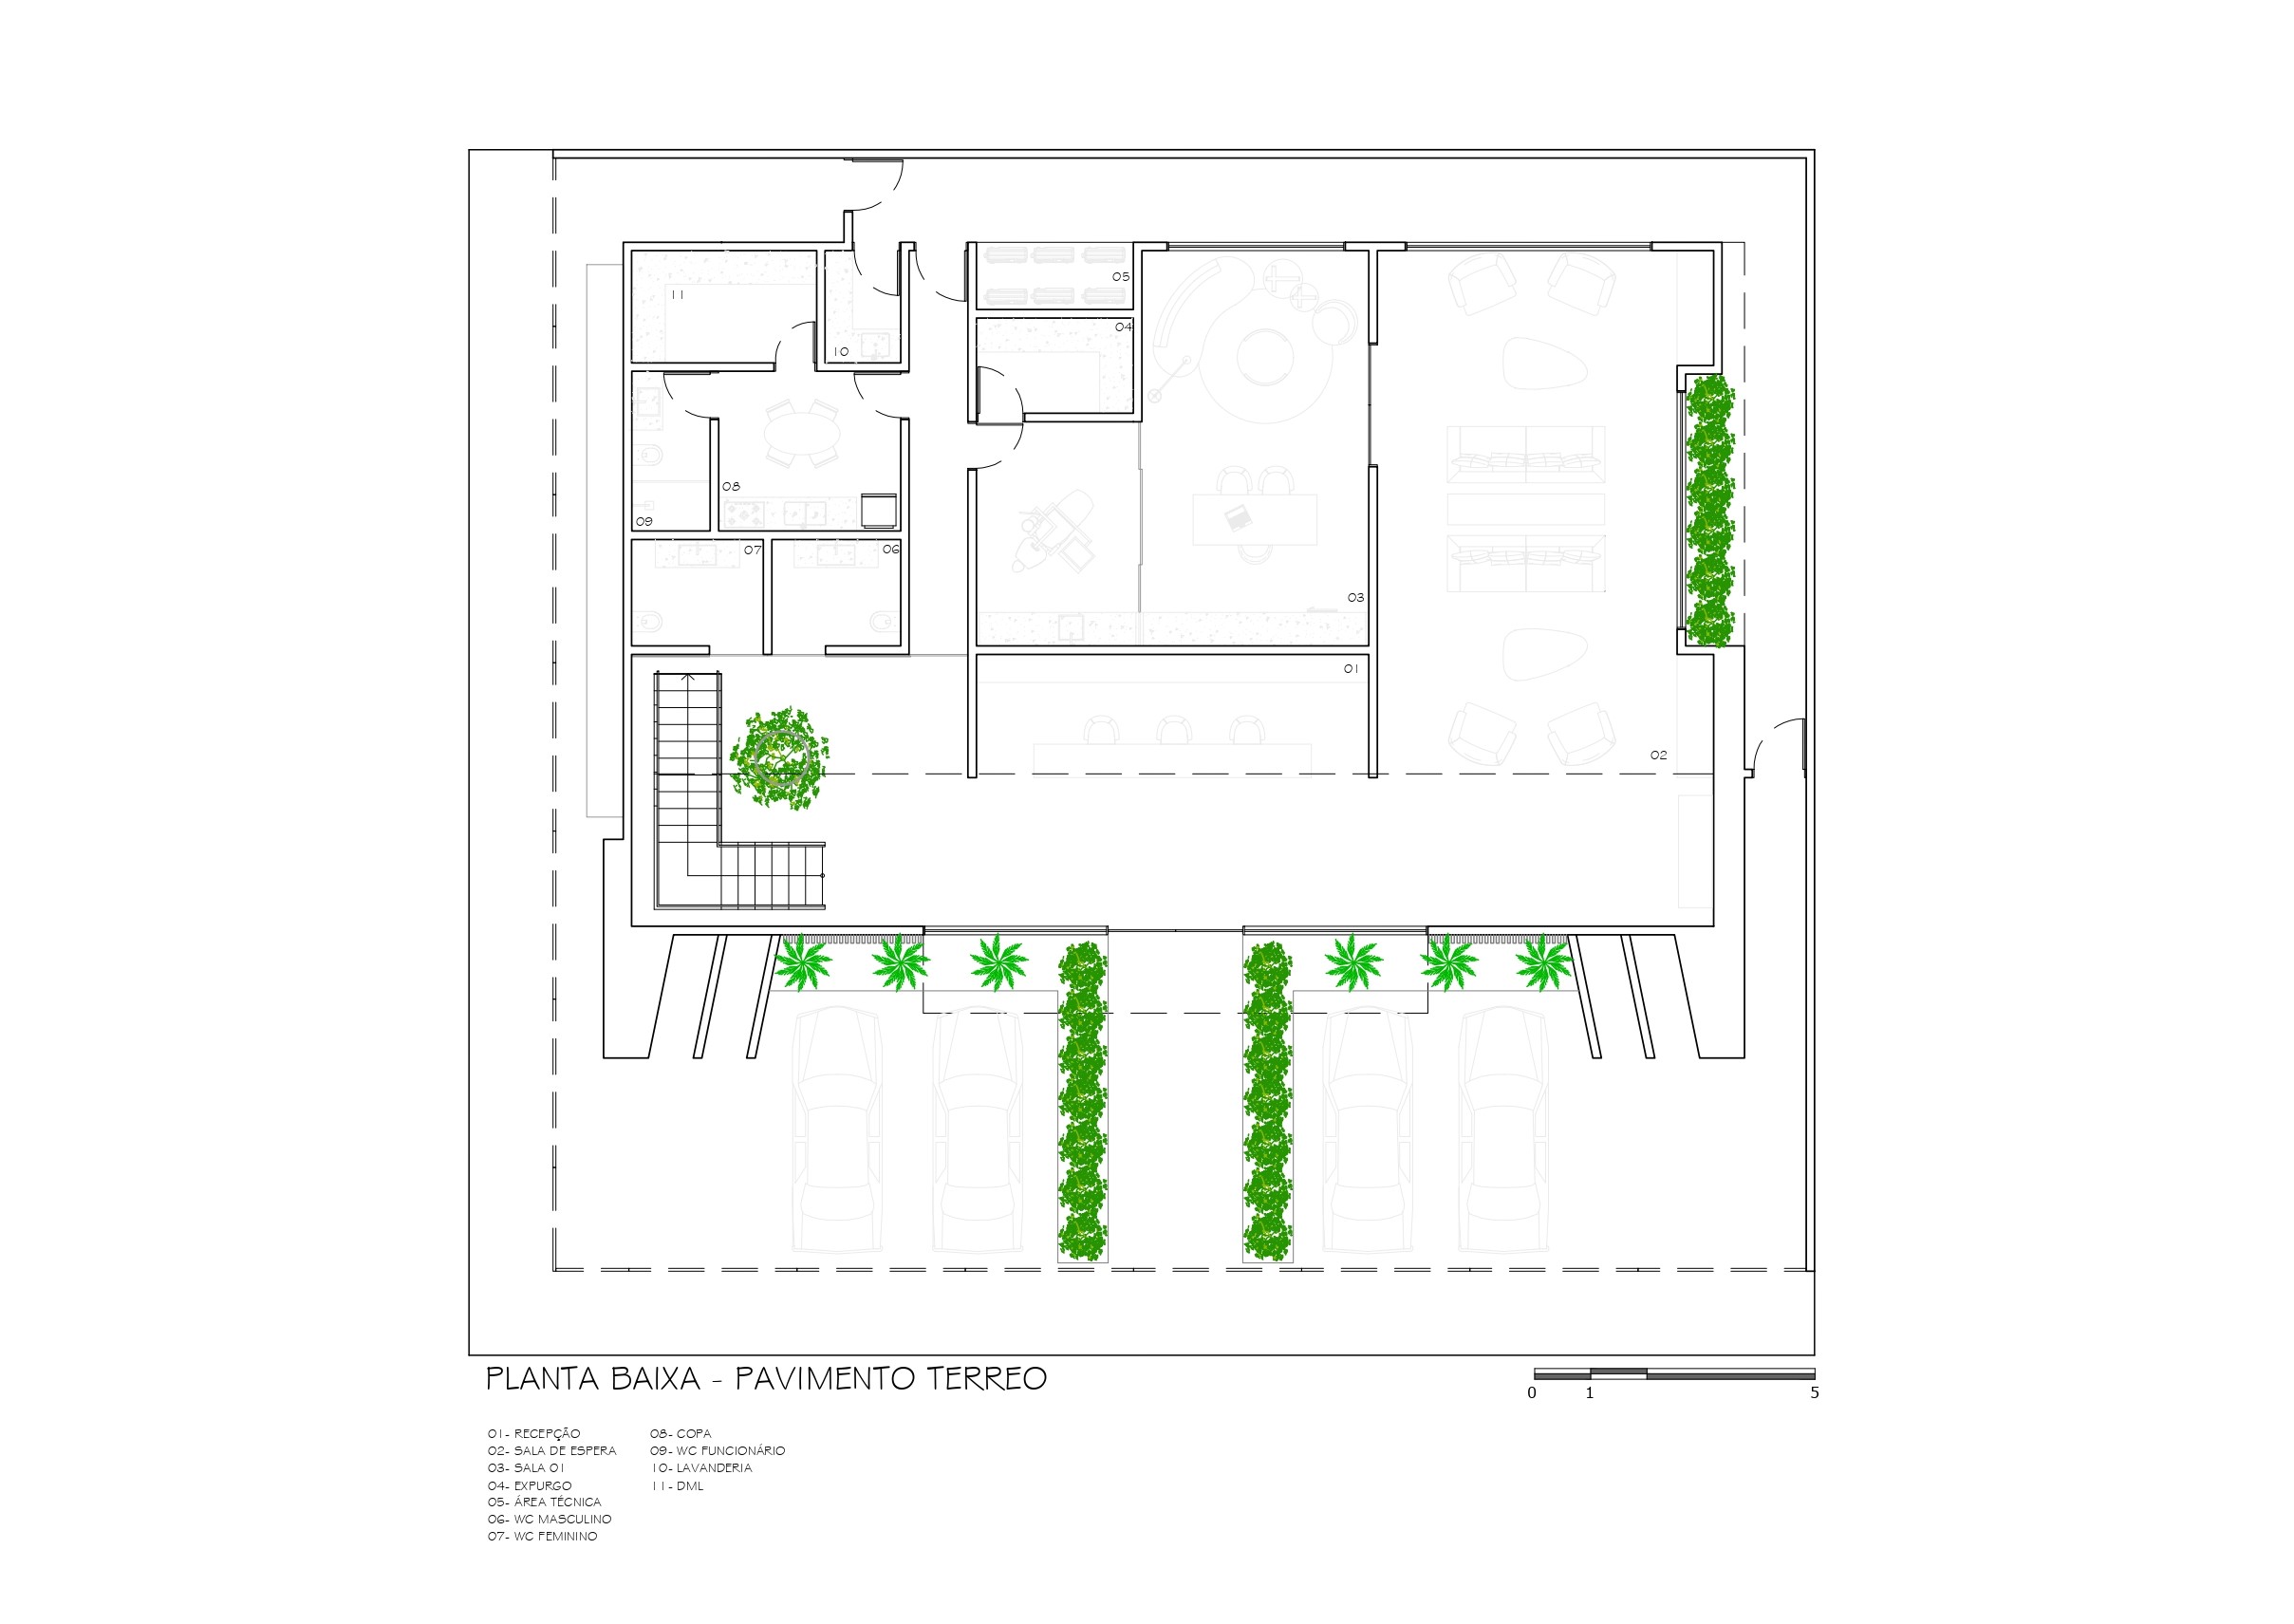 05
11
04
10
08
09
07
06
03
01
02
PLANTA BAIXA - PAVIMENTO TERREO
0 1 5
01- RECEPÇÃO
02- SALA DE ESPERA
03- SALA 01
04- EXPURGO
05- ÁREA TÉCNICA
06- WC MASCULINO
07- WC FEMININO
08- COPA
09- WC FUNCIONÁRIO
10- LAVANDERIA
11- DML